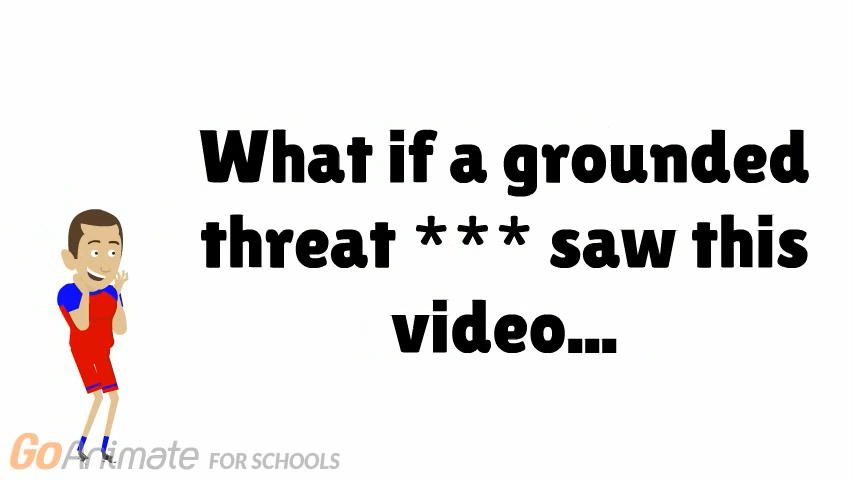 What if a grounded
threat *** saw this
video...
GoAnimate FOR SCHOOLS